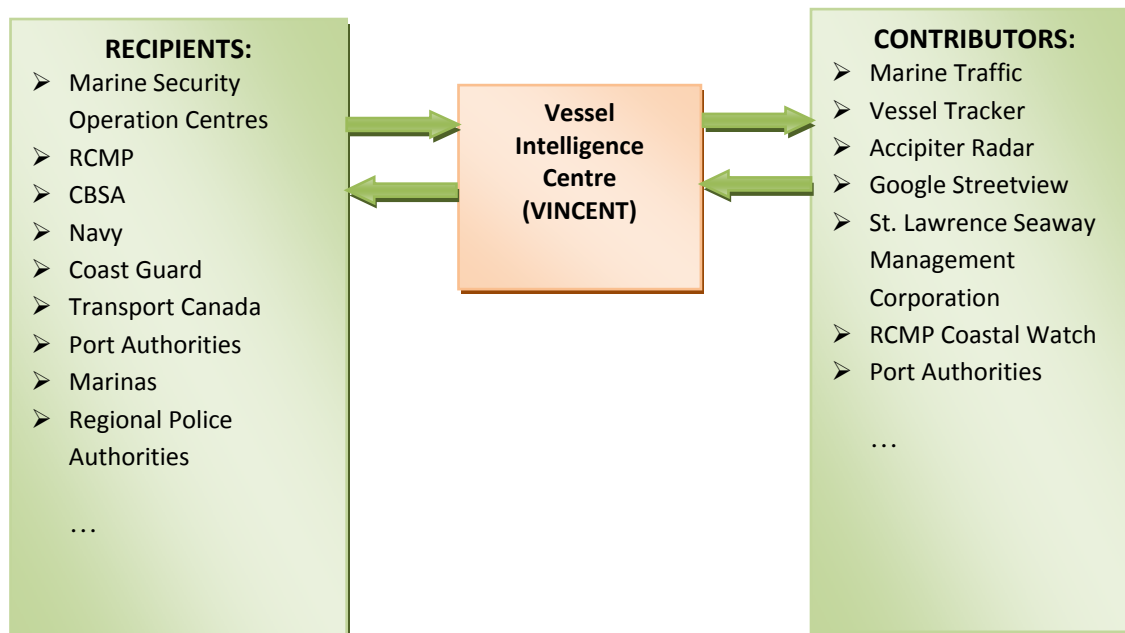 RECIPIENTS:
➢ Marine Security
Operation Centres
➢ RCMP
➢ CBSA
➢ Navy
➢ Coast Guard
➢ Transport Canada
➢ Port Authorities
➢ Marinas
➢ Regional Police
Authorities
…
Vessel
Intelligence
Centre
(VINCENT)
CONTRIBUTORS:
➢ Marine Traffic
➢ Vessel Tracker
➢ Accipiter Radar
➢ Google Streetview
➢ St. Lawrence Seaway
Management
Corporation
➢ RCMP Coastal Watch
➢ Port Authorities
…